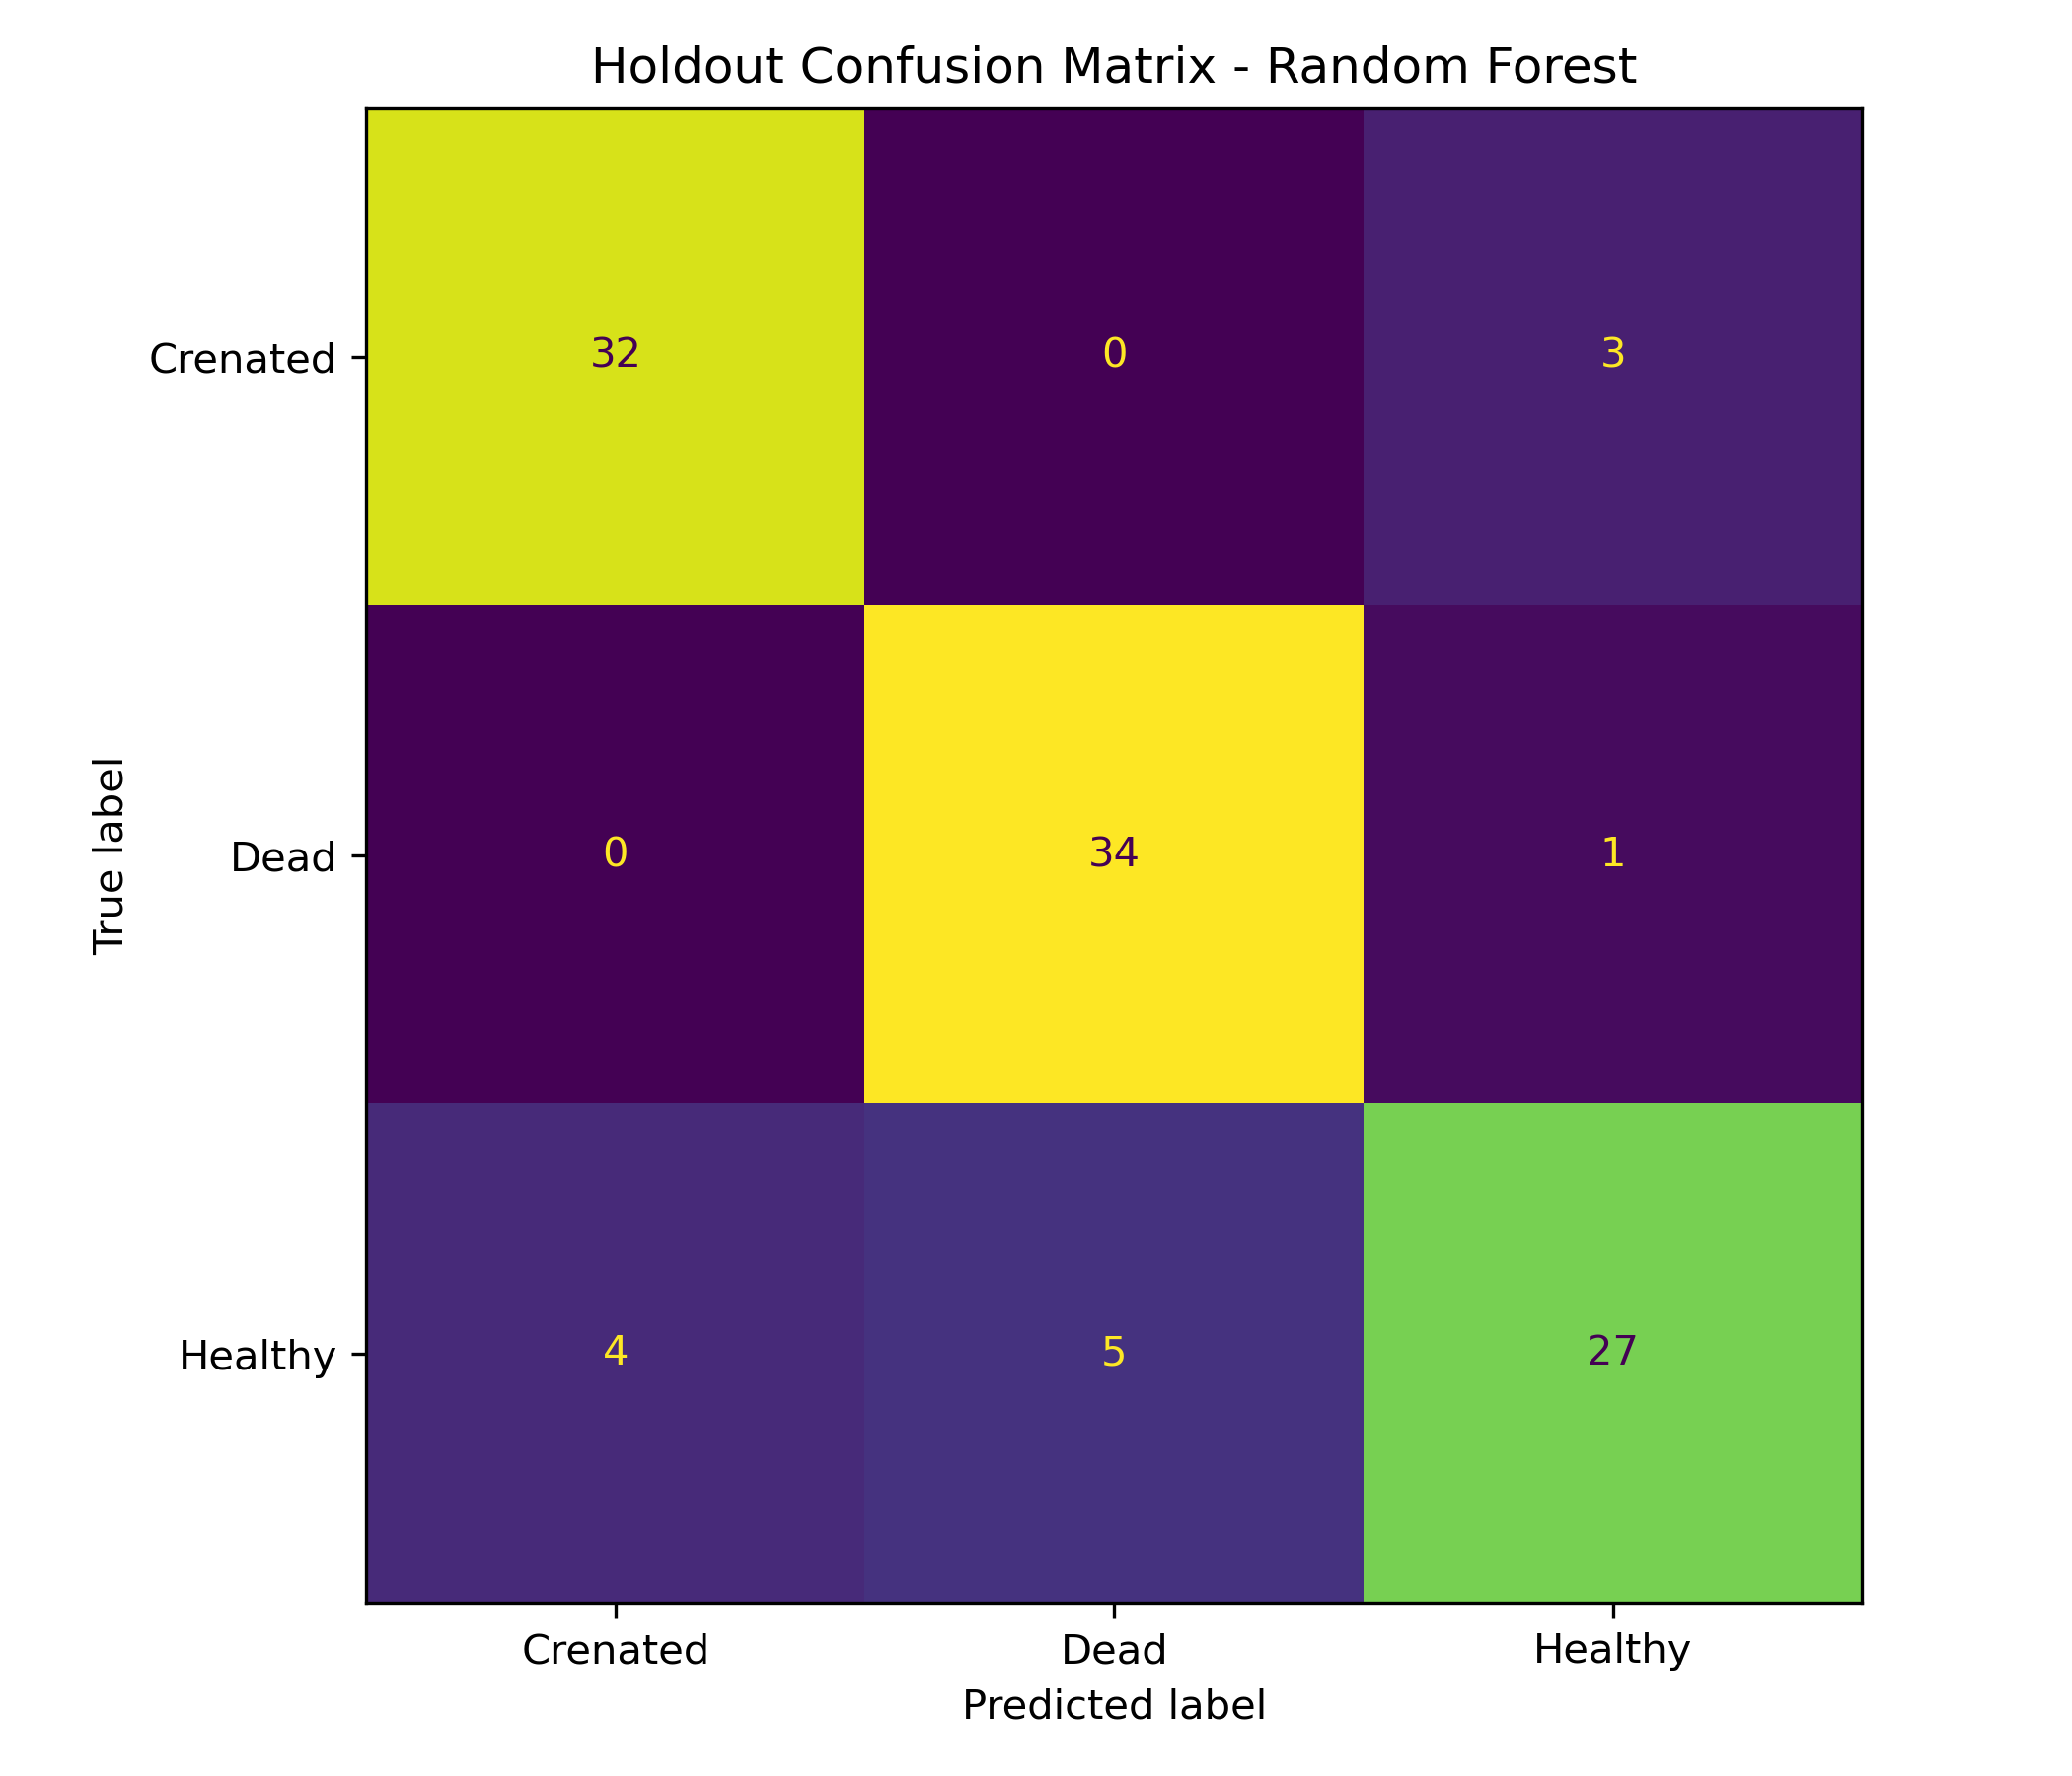 Holdout Confusion Matrix - Random Forest
Crenated 32 0 3
Dead 0 34 1
Healthy 4 5 27
True label
Crenated Dead Healthy
Predicted label